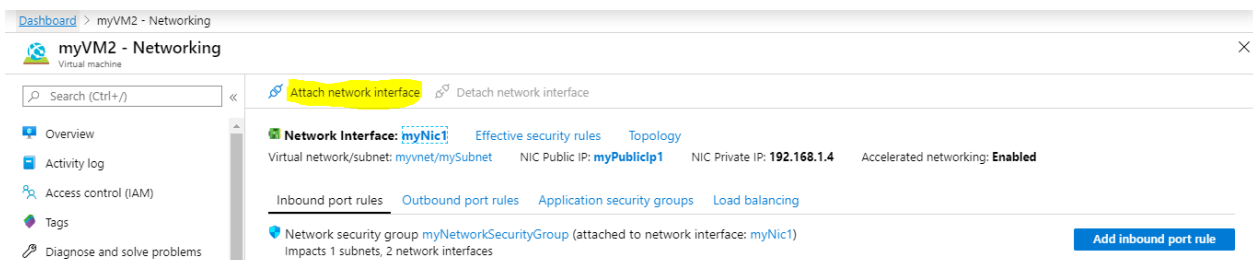 Dashboard > myVM2 - Networking
myVM2 - Networking
Virtual machine
Search (Ctrl+/)
«
Attach network interface
Detach network interface
Overview
Activity log
Access control (IAM)
Tags
Diagnose and solve problems
Network Interface: myNic1 Effective security rules Topology
Virtual network/subnet: myvnet/mySubnet NIC Public IP: myPublicIp1 NIC Private IP: 192.168.1.4 Accelerated networking: Enabled
Inbound port rules Outbound port rules Application security groups Load balancing
Network security group myNetworkSecurityGroup (attached to network interface: myNic1)
Impacts 1 subnets, 2 network interfaces
Add inbound port rule